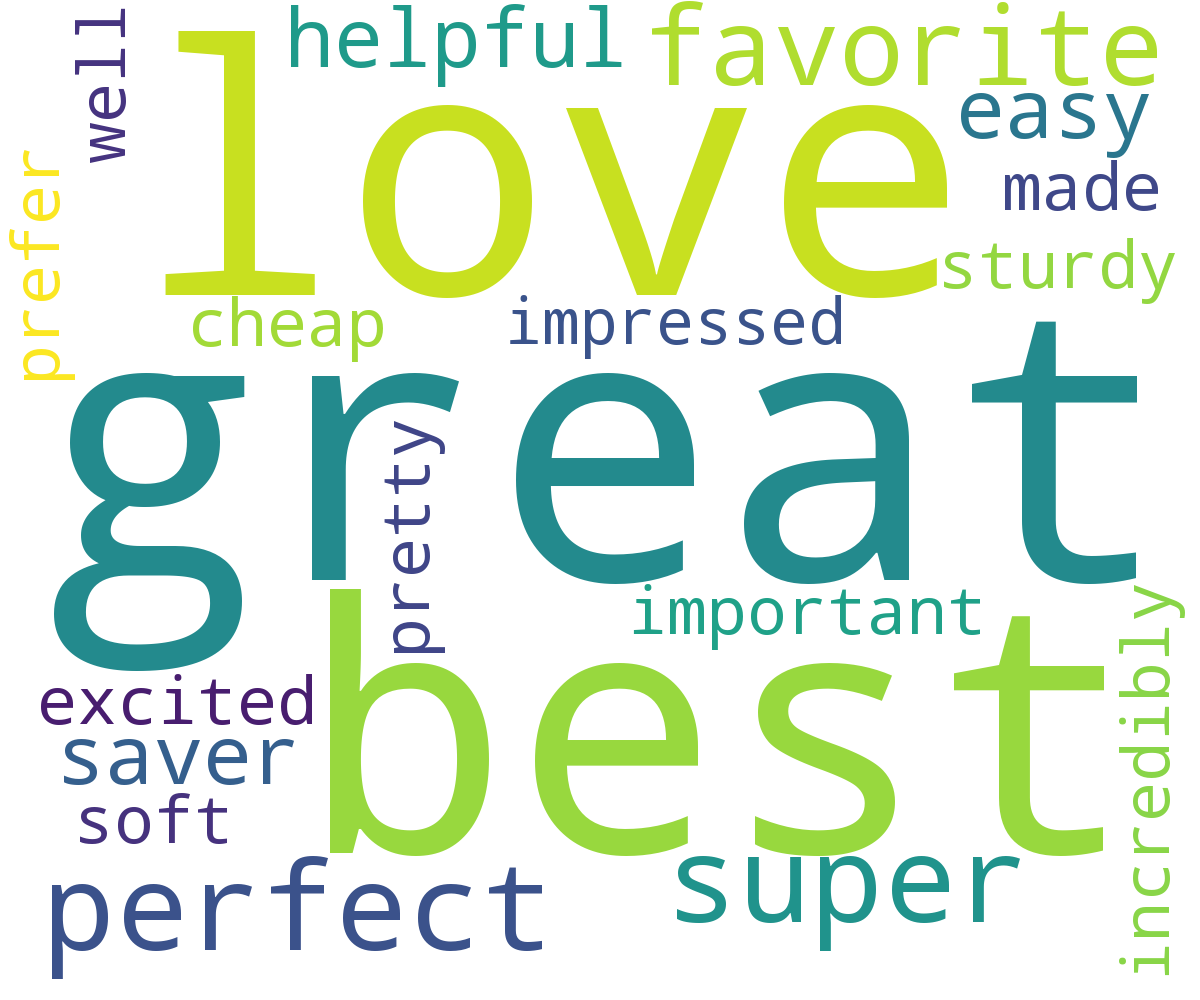 well
helpful
favorite
love
easy
made
prefer
sturdy
cheap
impressed
great
pretty
important
incredibly
excited
best
saver
soft
perfect
super